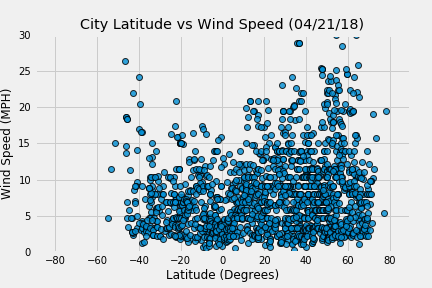 City Latitude vs Wind Speed (04/21/18)
Wind Speed (MPH)
30
25
20
15
10
5
0
−80 −60 −40 −20 0 20 40 60 80
Latitude (Degrees)